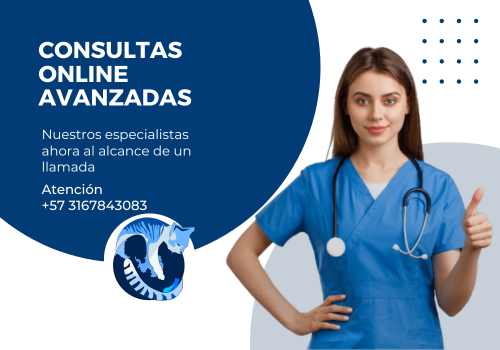 CONSULTAS
ONLINE
AVANZADAS
Nuestros especialistas
ahora al alcance de un
llamada
Atención
+57 3167843083